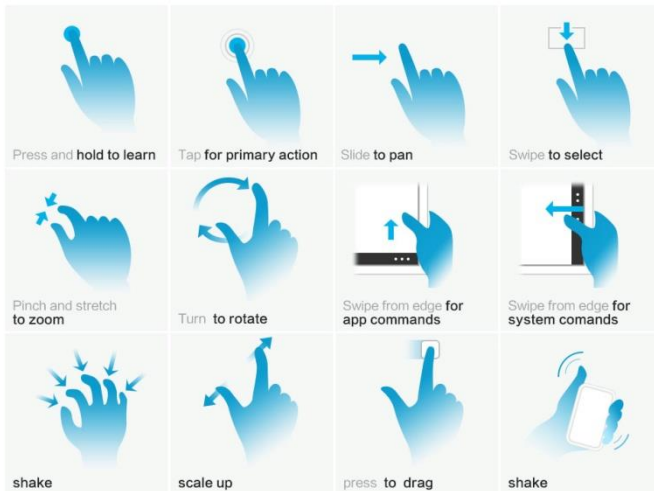 Press and hold to learn
Tap for primary action
Slide to pan
Swipe to select
Pinch and stretch
to zoom
Turn to rotate
Swipe from edge for
app commands
Swipe from edge for
system comands
shake
scale up
press to drag
shake